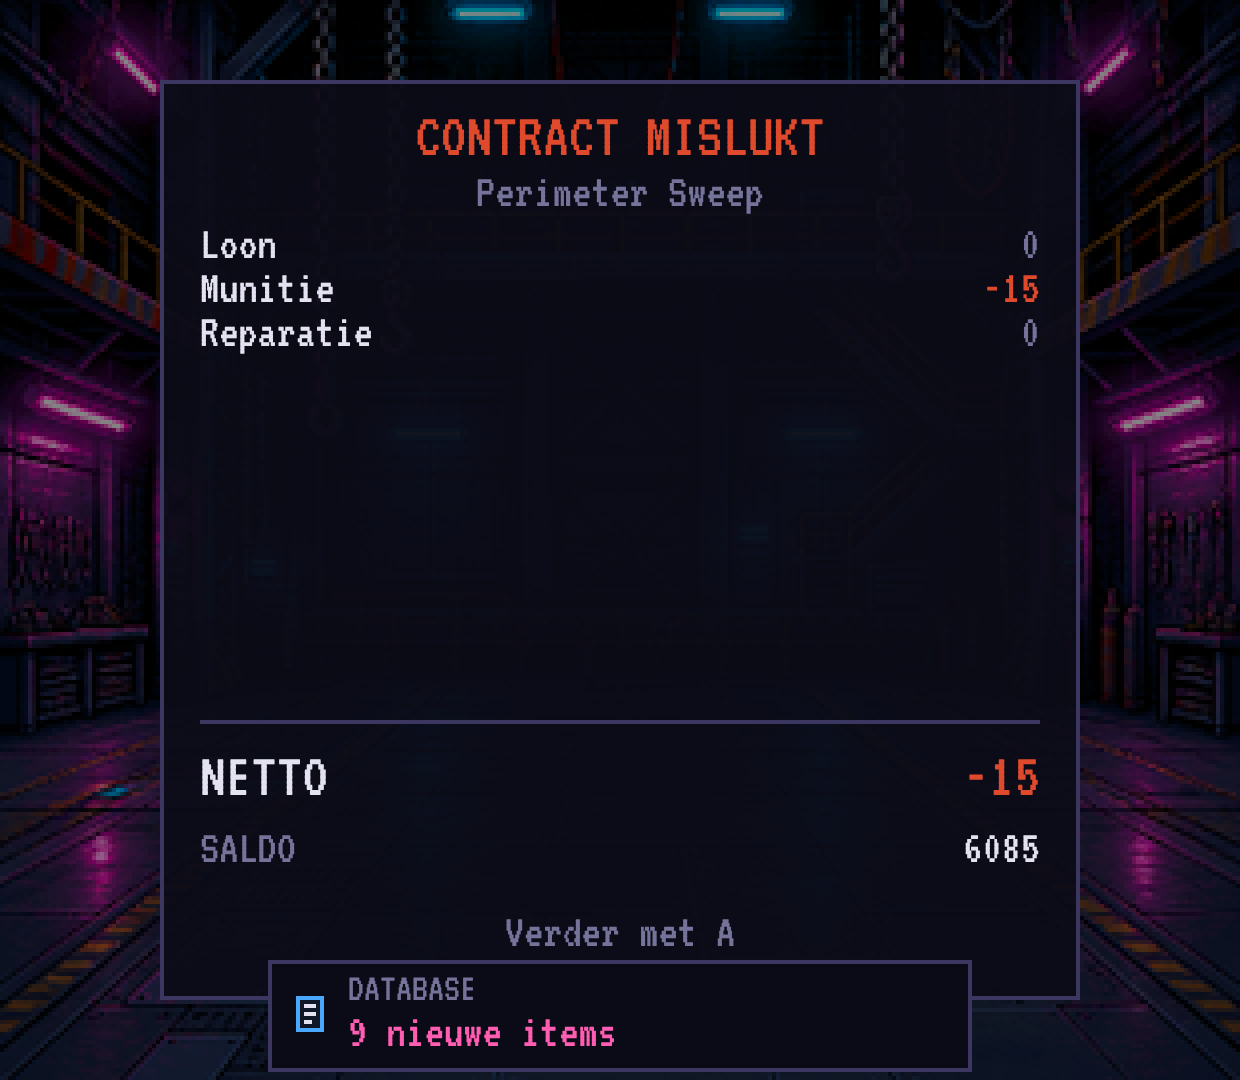 CONTRACT MISLUKT
Perimeter Sweep
Loon 0
Munitie -15
Reparatie 0
NETTO -15
SALDO 6085
Verder met A
DATABASE
9 nieuwe items